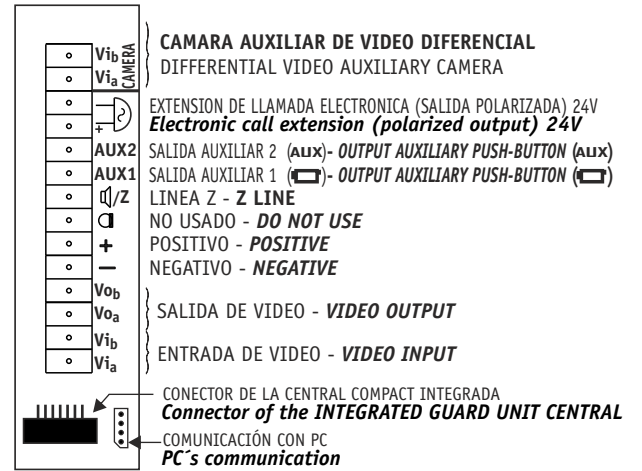 Vib CAMARA AUXILIAR DE VIDEO DIFERENCIAL
Via DIFFERENTIAL VIDEO AUXILIARY CAMERA
CAMERA
EXTENSION DE LLAMADA ELECTRONICA (SALIDA POLARIZADA) 24V
+ Electronic call extension (polarized output) 24V
AUX2 SALIDA AUXILIAR 2 (AUX)- OUTPUT AUXILIARY PUSH-BUTTON (AUX)
AUX1 SALIDA AUXILIAR 1 ( )- OUTPUT AUXILIARY PUSH-BUTTON ( )
/Z LINEA Z - Z LINE
NO USADO - DO NOT USE
+ POSITIVO - POSITIVE
− NEGATIVO - NEGATIVE
Vob
Voa SALIDA DE VIDEO - VIDEO OUTPUT
Vib
Via ENTRADA DE VIDEO - VIDEO INPUT
CONECTOR DE LA CENTRAL COMPACT INTEGRADA
Connector of the INTEGRATED GUARD UNIT CENTRAL
COMUNICACIÓN CON PC
PC´s communication